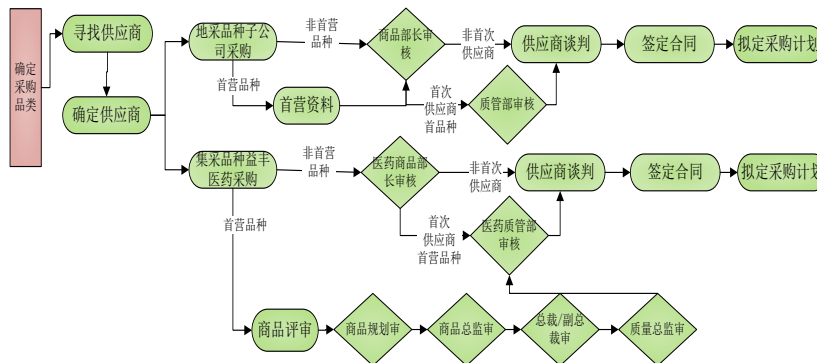 确定
采购
品类
寻找供应商
确定供应商
地采品种子公
司采购
非首营
品种
商品部长审
核
非首次
供应商
供应商谈判
签定合同
拟定采购计划
首营品种
首营资料
首次
供应商
首品种
质管部审核
集采品种益丰
医药采购
非首营
品种
医药商品部
长审核
非首次
供应商
供应商谈判
签定合同
拟定采购计划
首营品种
首次
供应商
首营品种
医药质管部
审核
商品评审
商品规划审
商品总监审
总裁/副总
裁审
质量总监审